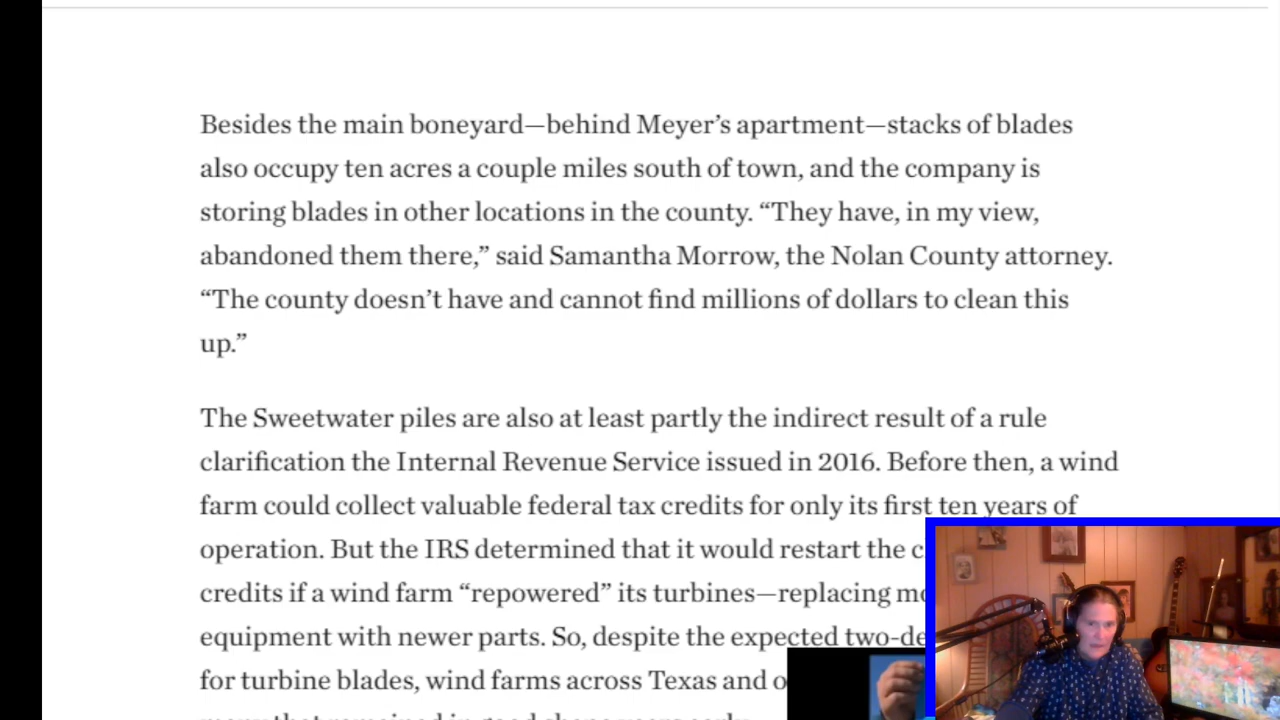 Besides the main boneyard—behind Meyer’s apartment—stacks of blades
also occupy ten acres a couple miles south of town, and the company is
storing blades in other locations in the county. “They have, in my view,
abandoned them there,” said Samantha Morrow, the Nolan County attorney.
“The county doesn’t have and cannot find millions of dollars to clean this
up.”
The Sweetwater piles are also at least partly the indirect result of a rule
clarification the Internal Revenue Service issued in 2016. Before then, a wind
farm could collect valuable federal tax credits for only its first ten years of
operation. But the IRS determined that it would restart the
credits if a wind farm “repowered” its turbines—replacing
equipment with newer parts. So, despite the expected
for turbine blades, wind farms across Texas and